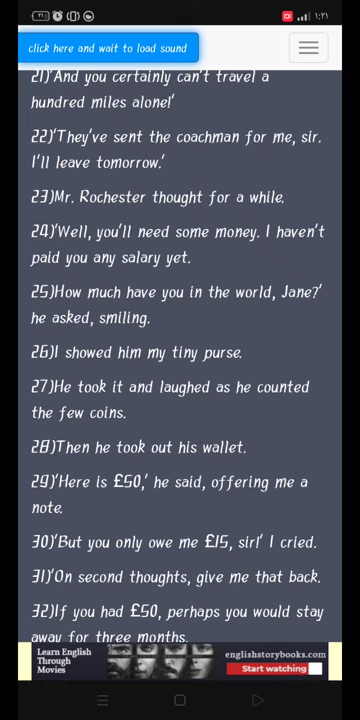 ۳۱
۱:۲۱
click here and wait to load sound
21)'And you certainly can't travel a
hundred miles alone!'
22)'They've sent the coachman for me, sir.
I'll leave tomorrow.'
23)Mr. Rochester thought for a while.
24)'Well, you'll need some money. I haven't
paid you any salary yet.
25)How much have you in the world, Jane?'
he asked, smiling.
26)I showed him my tiny purse.
27)He took it and laughed as he counted
the few coins.
28)Then he took out his wallet.
29)'Here is £50,' he said, offering me a
note.
30)'But you only owe me £15, sir!' I cried.
31)'On second thoughts, give me that back.
32)If you had £50, perhaps you would stay
away for three months.
Learn English
Through
Movies
englishstorybooks.com
Start watching